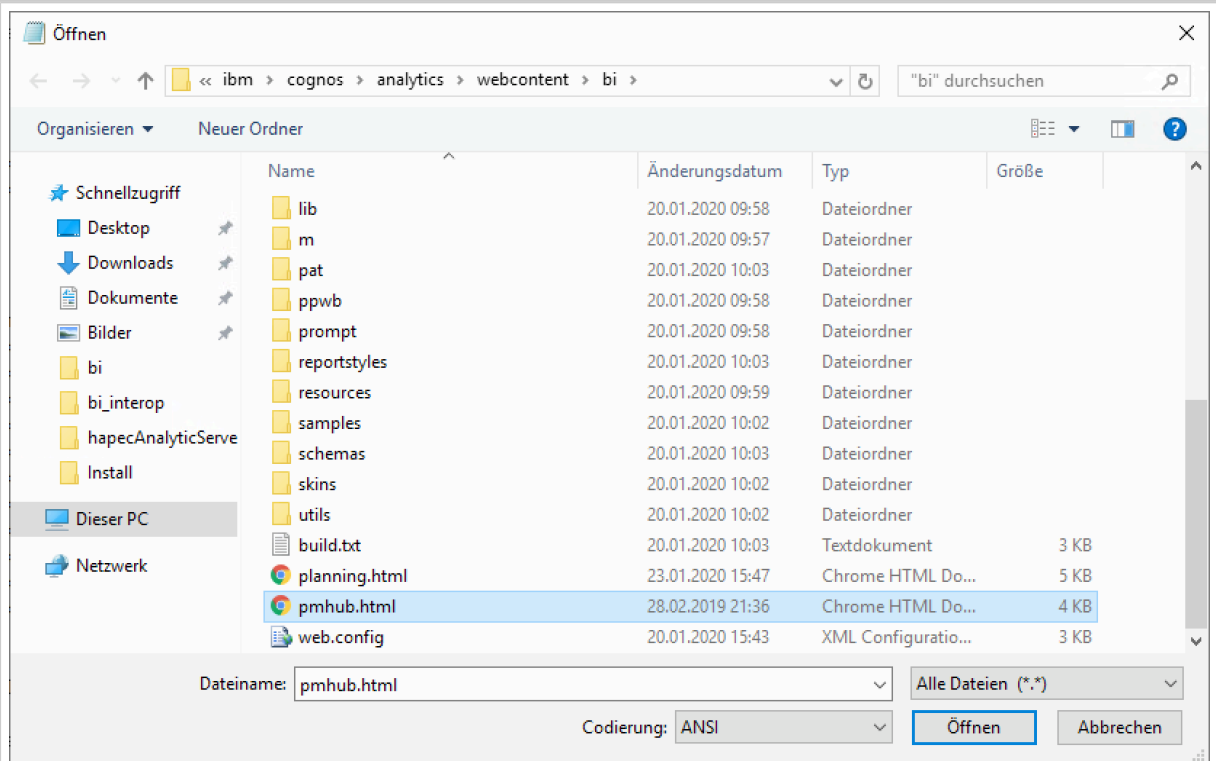 Öffnen
« ibm > cognos > analytics > webcontent > bi >
"bi" durchsuchen
Organisieren
Neuer Ordner
?
Name
Änderungsdatum
Typ
Größe
Schnellzugriff
Desktop
Downloads
Dokumente
Bilder
bi
bi_interop
hapecAnalyticServe
Install
Dieser PC
Netzwerk
lib 20.01.2020 09:58 Dateiordner
m 20.01.2020 09:57 Dateiordner
pat 20.01.2020 10:03 Dateiordner
ppwb 20.01.2020 09:58 Dateiordner
prompt 20.01.2020 09:58 Dateiordner
reportstyles 20.01.2020 10:03 Dateiordner
resources 20.01.2020 09:59 Dateiordner
samples 20.01.2020 10:02 Dateiordner
schemas 20.01.2020 10:03 Dateiordner
skins 20.01.2020 10:02 Dateiordner
utils 20.01.2020 10:02 Dateiordner
build.txt 20.01.2020 10:03 Textdokument 3 KB
planning.html 23.01.2020 15:47 Chrome HTML Do... 5 KB
pmhub.html 28.02.2019 21:36 Chrome HTML Do... 4 KB
web.config 20.01.2020 15:43 XML Configuratio... 3 KB
Dateiname: pmhub.html
Alle Dateien (*.*)
Codierung: ANSI
Öffnen
Abbrechen